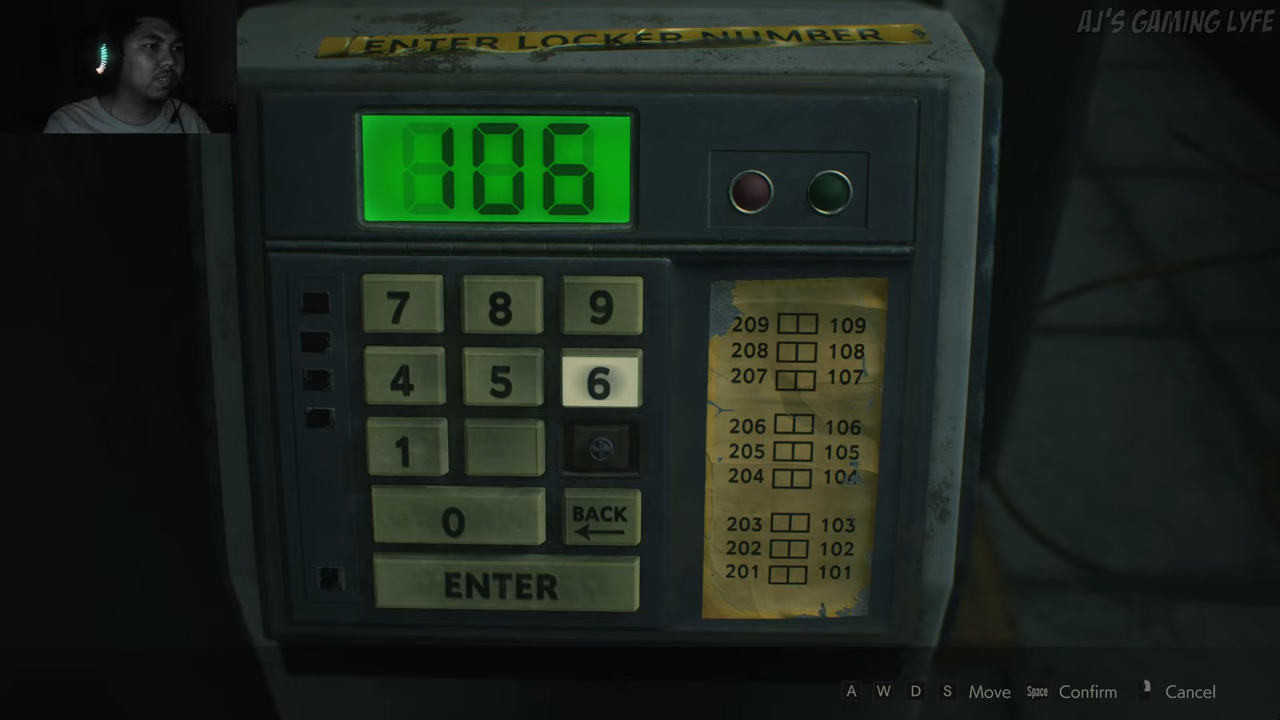 AJ'S GAMING LYFE
ENTER LOCKER NUMBER
106
7 8 9
4 5 6
1
0 BACK
ENTER
209 109
208 108
207 107
206 106
205 105
204 104
203 103
202 102
201 101
A W D S Move Space Confirm Cancel